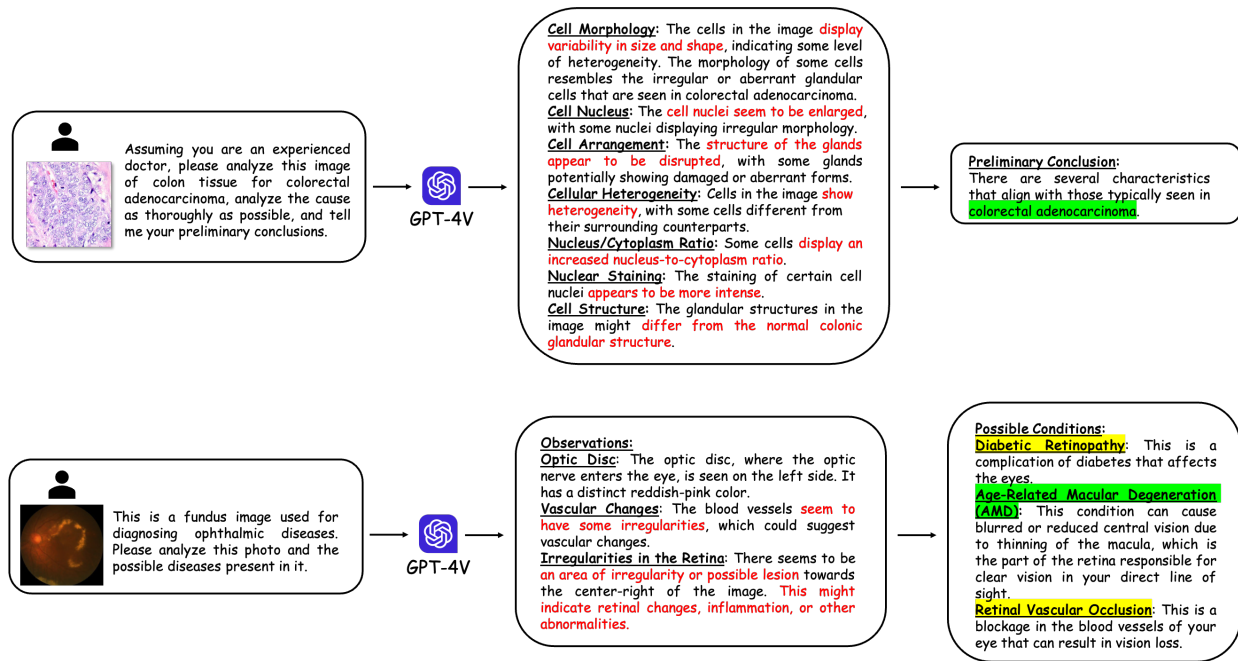 Assuming you are an experienced
doctor, please analyze this image
of colon tissue for colorectal
adenocarcinoma, analyze the cause
as thoroughly as possible, and tell
me your preliminary conclusions.
GPT-4V
Cell Morphology: The cells in the image display
variability in size and shape, indicating some level
of heterogeneity. The morphology of some cells
resembles the irregular or aberrant glandular
cells that are seen in colorectal adenocarcinoma.
Cell Nucleus: The cell nuclei seem to be enlarged,
with some nuclei displaying irregular morphology.
Cell Arrangement: The structure of the glands
appear to be disrupted, with some glands
potentially showing damaged or aberrant forms.
Cellular Heterogeneity: Cells in the image show
heterogeneity, with some cells different from
their surrounding counterparts.
Nucleus/Cytoplasm Ratio: Some cells display an
increased nucleus-to-cytoplasm ratio.
Nuclear Staining: The staining of certain cell
nuclei appears to be more intense.
Cell Structure: The glandular structures in the
image might differ from the normal colonic
glandular structure.
Preliminary Conclusion:
There are several characteristics
that align with those typically seen in
colorectal adenocarcinoma.
This is a fundus image used for
diagnosing ophthalmic diseases.
Please analyze this photo and the
possible diseases present in it.
GPT-4V
Observations:
Optic Disc: The optic disc, where the optic
nerve enters the eye, is seen on the left side. It
has a distinct reddish-pink color.
Vascular Changes: The blood vessels seem to
have some irregularities, which could suggest
vascular changes.
Irregularities in the Retina: There seems to be
an area of irregularity or possible lesion towards
the center-right of the image. This might
indicate retinal changes, inflammation, or other
abnormalities.
Possible Conditions:
Diabetic Retinopathy: This is a
complication of diabetes that affects
the eyes.
Age-Related Macular Degeneration
(AMD): This condition can cause
blurred or reduced central vision due
to thinning of the macula, which is
the part of the retina responsible for
clear vision in your direct line of
sight.
Retinal Vascular Occlusion: This is a
blockage in the blood vessels of your
eye that can result in vision loss.